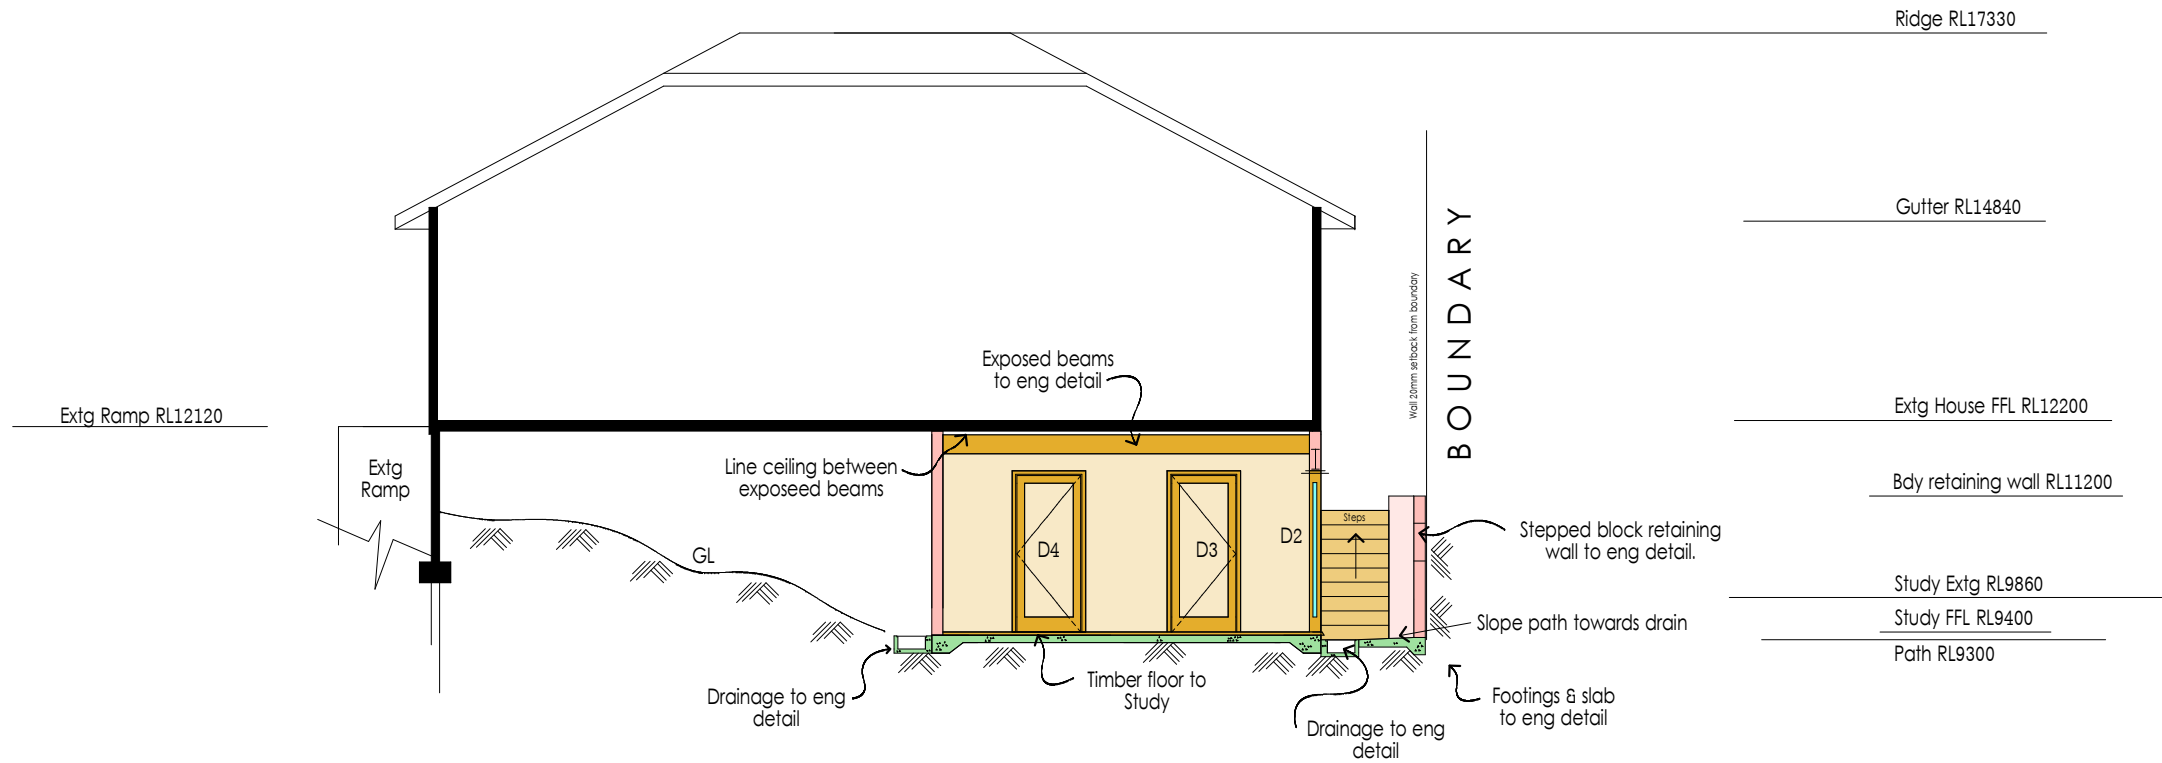 Ridge RL17330
Gutter RL14840
BOUNDARY
Wall 20mm setback from boundary
Exposed beams
to eng detail
Extg Ramp RL12120
Extg House FFL RL12200
Extg
Ramp
Line ceiling between
exposeed beams
Bdy retaining wall RL11200
Steps
Stepped block retaining
wall to eng detail.
D4
D3
D2
GL
Study Extg RL9860
Study FFL RL9400
Slope path towards drain
Path RL9300
Timber floor to
Study
Drainage to eng
detail
Footings & slab
to eng detail
Drainage to eng
detail